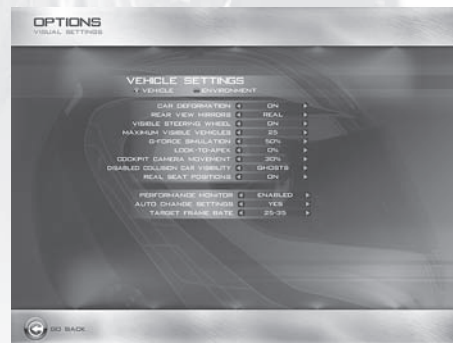 OPTIONS
VISUAL SETTINGS
VEHICLE SETTINGS
VEHICLE ENVIRONMENT
CAR DEFORMATION ON
REAR VIEW MIRRORS REAL
VISIBLE STEERING WHEEL ON
MAXIMUM VISIBLE VEHICLES 25
G-FORCE SIMULATION 50%
LOOK-TO-APEX 0%
COCKPIT CAMERA MOVEMENT 30%
DISABLED COLLISION CAR VISIBILITY GHOSTS
REAL SEAT POSITIONS ON
PERFORMANCE MONITOR ENABLED
AUTO CHANGE SETTINGS YES
TARGET FRAME RATE 25-35
GO BACK